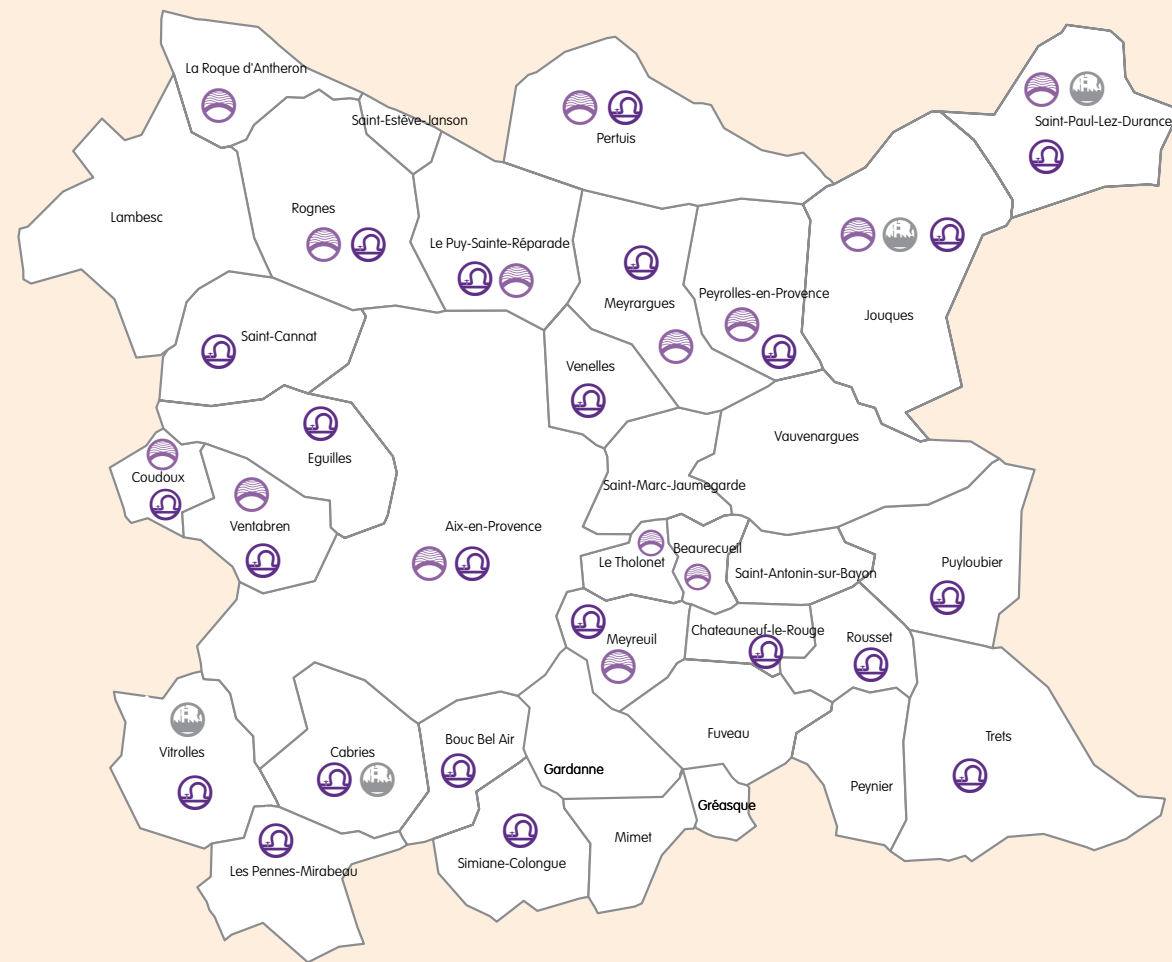 La Roque d'Antheron
Saint-Estève-Janson
Pertuis
Saint-Paul-Lez-Durance
Lambesc
Rognes
Le Puy-Sainte-Réparade
Meyrargues
Peyrolles-en-Provence
Jouques
Saint-Cannat
Venelles
Vauvenargues
Eguilles
Coudoux
Saint-Marc-Jaumegarde
Ventabren
Aix-en-Provence
Le Tholonet
Beaurecueil
Saint-Antonin-sur-Bayon
Puyloubier
Meyreuil
Chateauneuf-le-Rouge
Rousset
Fuveau
Trets
Vitrolles
Cabries
Bouc Bel Air
Gardanne
Peynier
Gréasque
Mimet
Simiane-Colongue
Les Pennes-Mirabeau